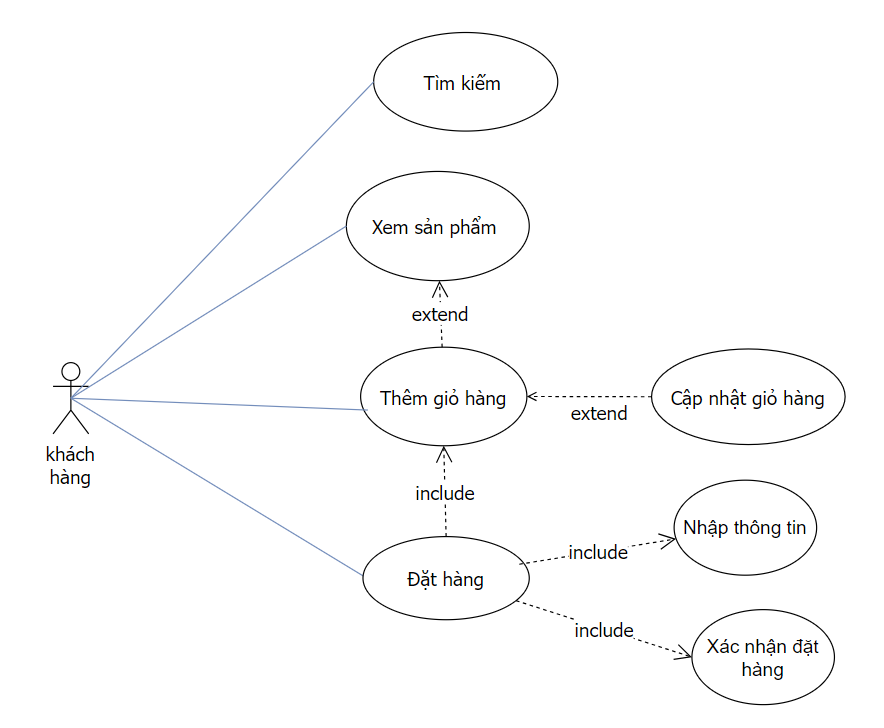 Tìm kiếm
Xem sản phẩm
extend
Thêm giỏ hàng
Cập nhật giỏ hàng
extend
khách
hàng
include
Nhập thông tin
include
Đặt hàng
include
Xác nhận đặt
hàng